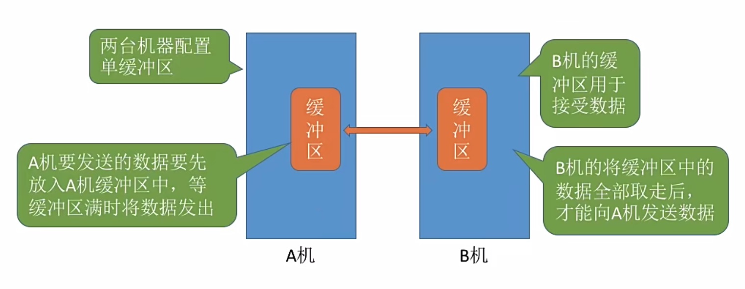 两台机器配置
单缓冲区
B机的缓
冲区用于
接受数据
缓
冲
区
缓
冲
区
A机要发送的数据要先
放入A机缓冲区中，等
缓冲区满时将数据发出
B机的将缓冲区中的
数据全部取走后，
才能向A机发送数据
A机
B机